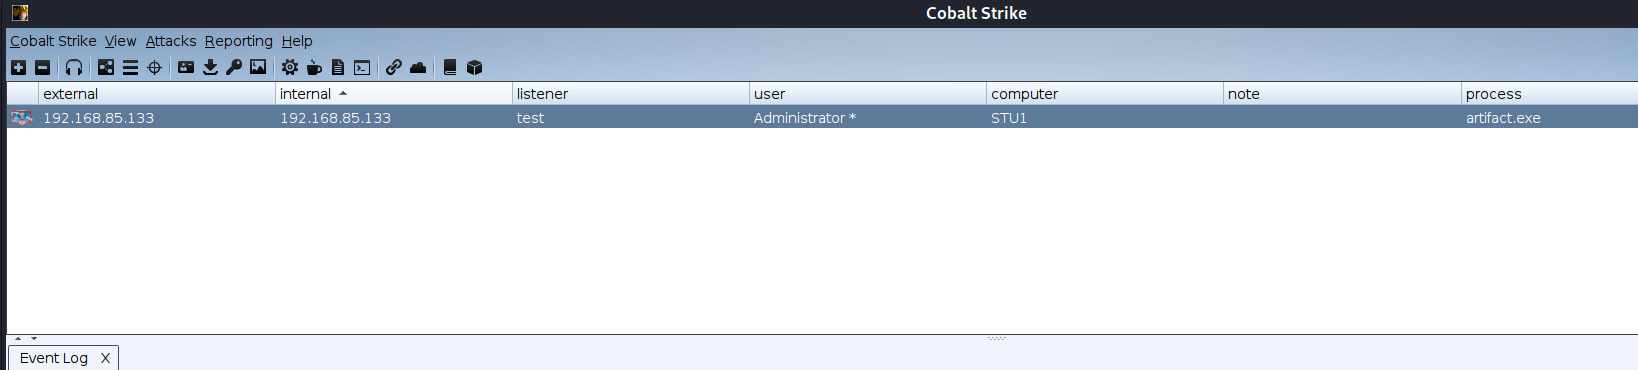 Cobalt Strike
Cobalt Strike View Attacks Reporting Help
external internal listener user computer note process
192.168.85.133 192.168.85.133 test Administrator * STU1 artifact.exe
Event Log X